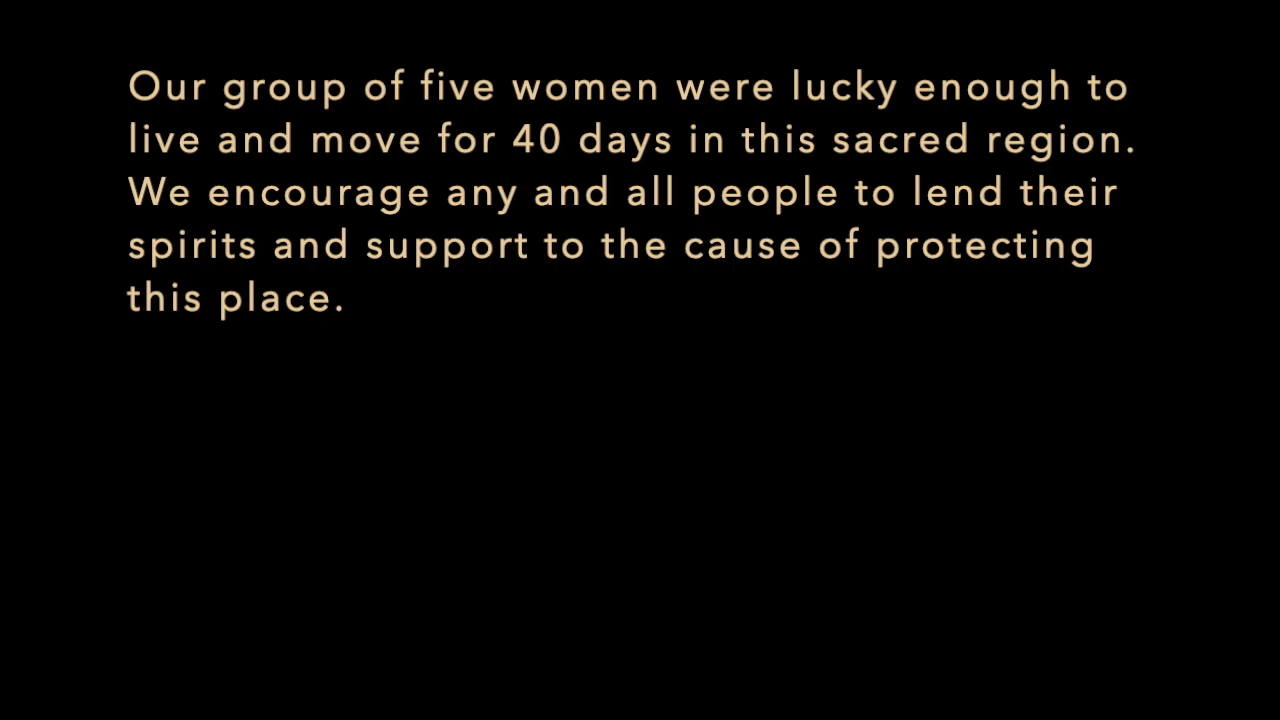 Our group of five women were lucky enough to
live and move for 40 days in this sacred region.
We encourage any and all people to lend their
spirits and support to the cause of protecting
this place.